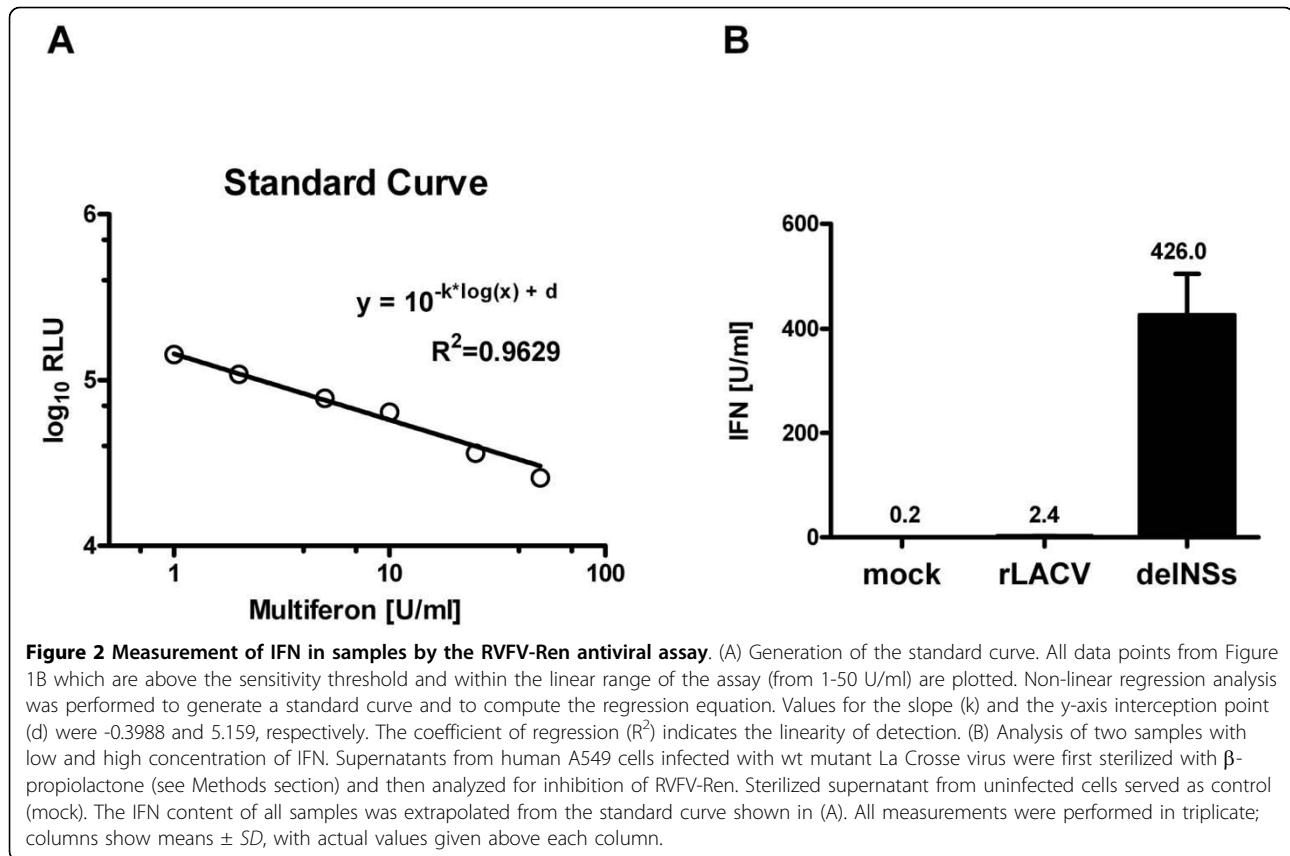 A
Standard Curve
6
5
4
log10 RLU
y = 10^-k*log(x) + d
R²=0.9629
1 10 100
Multiferon [U/ml]
B
600
400
200
0
IFN [U/ml]
0.2
2.4
426.0
mock rLACV delNSs
Figure 2 Measurement of IFN in samples by the RVFV-Ren antiviral assay. (A) Generation of the standard curve. All data points from Figure
1B which are above the sensitivity threshold and within the linear range of the assay (from 1-50 U/ml) are plotted. Non-linear regression analysis
was performed to generate a standard curve and to compute the regression equation. Values for the slope (k) and the y-axis interception point
(d) were -0.3988 and 5.159, respectively. The coefficient of regression (R²) indicates the linearity of detection. (B) Analysis of two samples with
low and high concentration of IFN. Supernatants from human A549 cells infected with wt mutant La Crosse virus were first sterilized with β-
propiolactone (see Methods section) and then analyzed for inhibition of RVFV-Ren. Sterilized supernatant from uninfected cells served as control
(mock). The IFN content of all samples was extrapolated from the standard curve shown in (A). All measurements were performed in triplicate;
columns show means ± SD, with actual values given above each column.